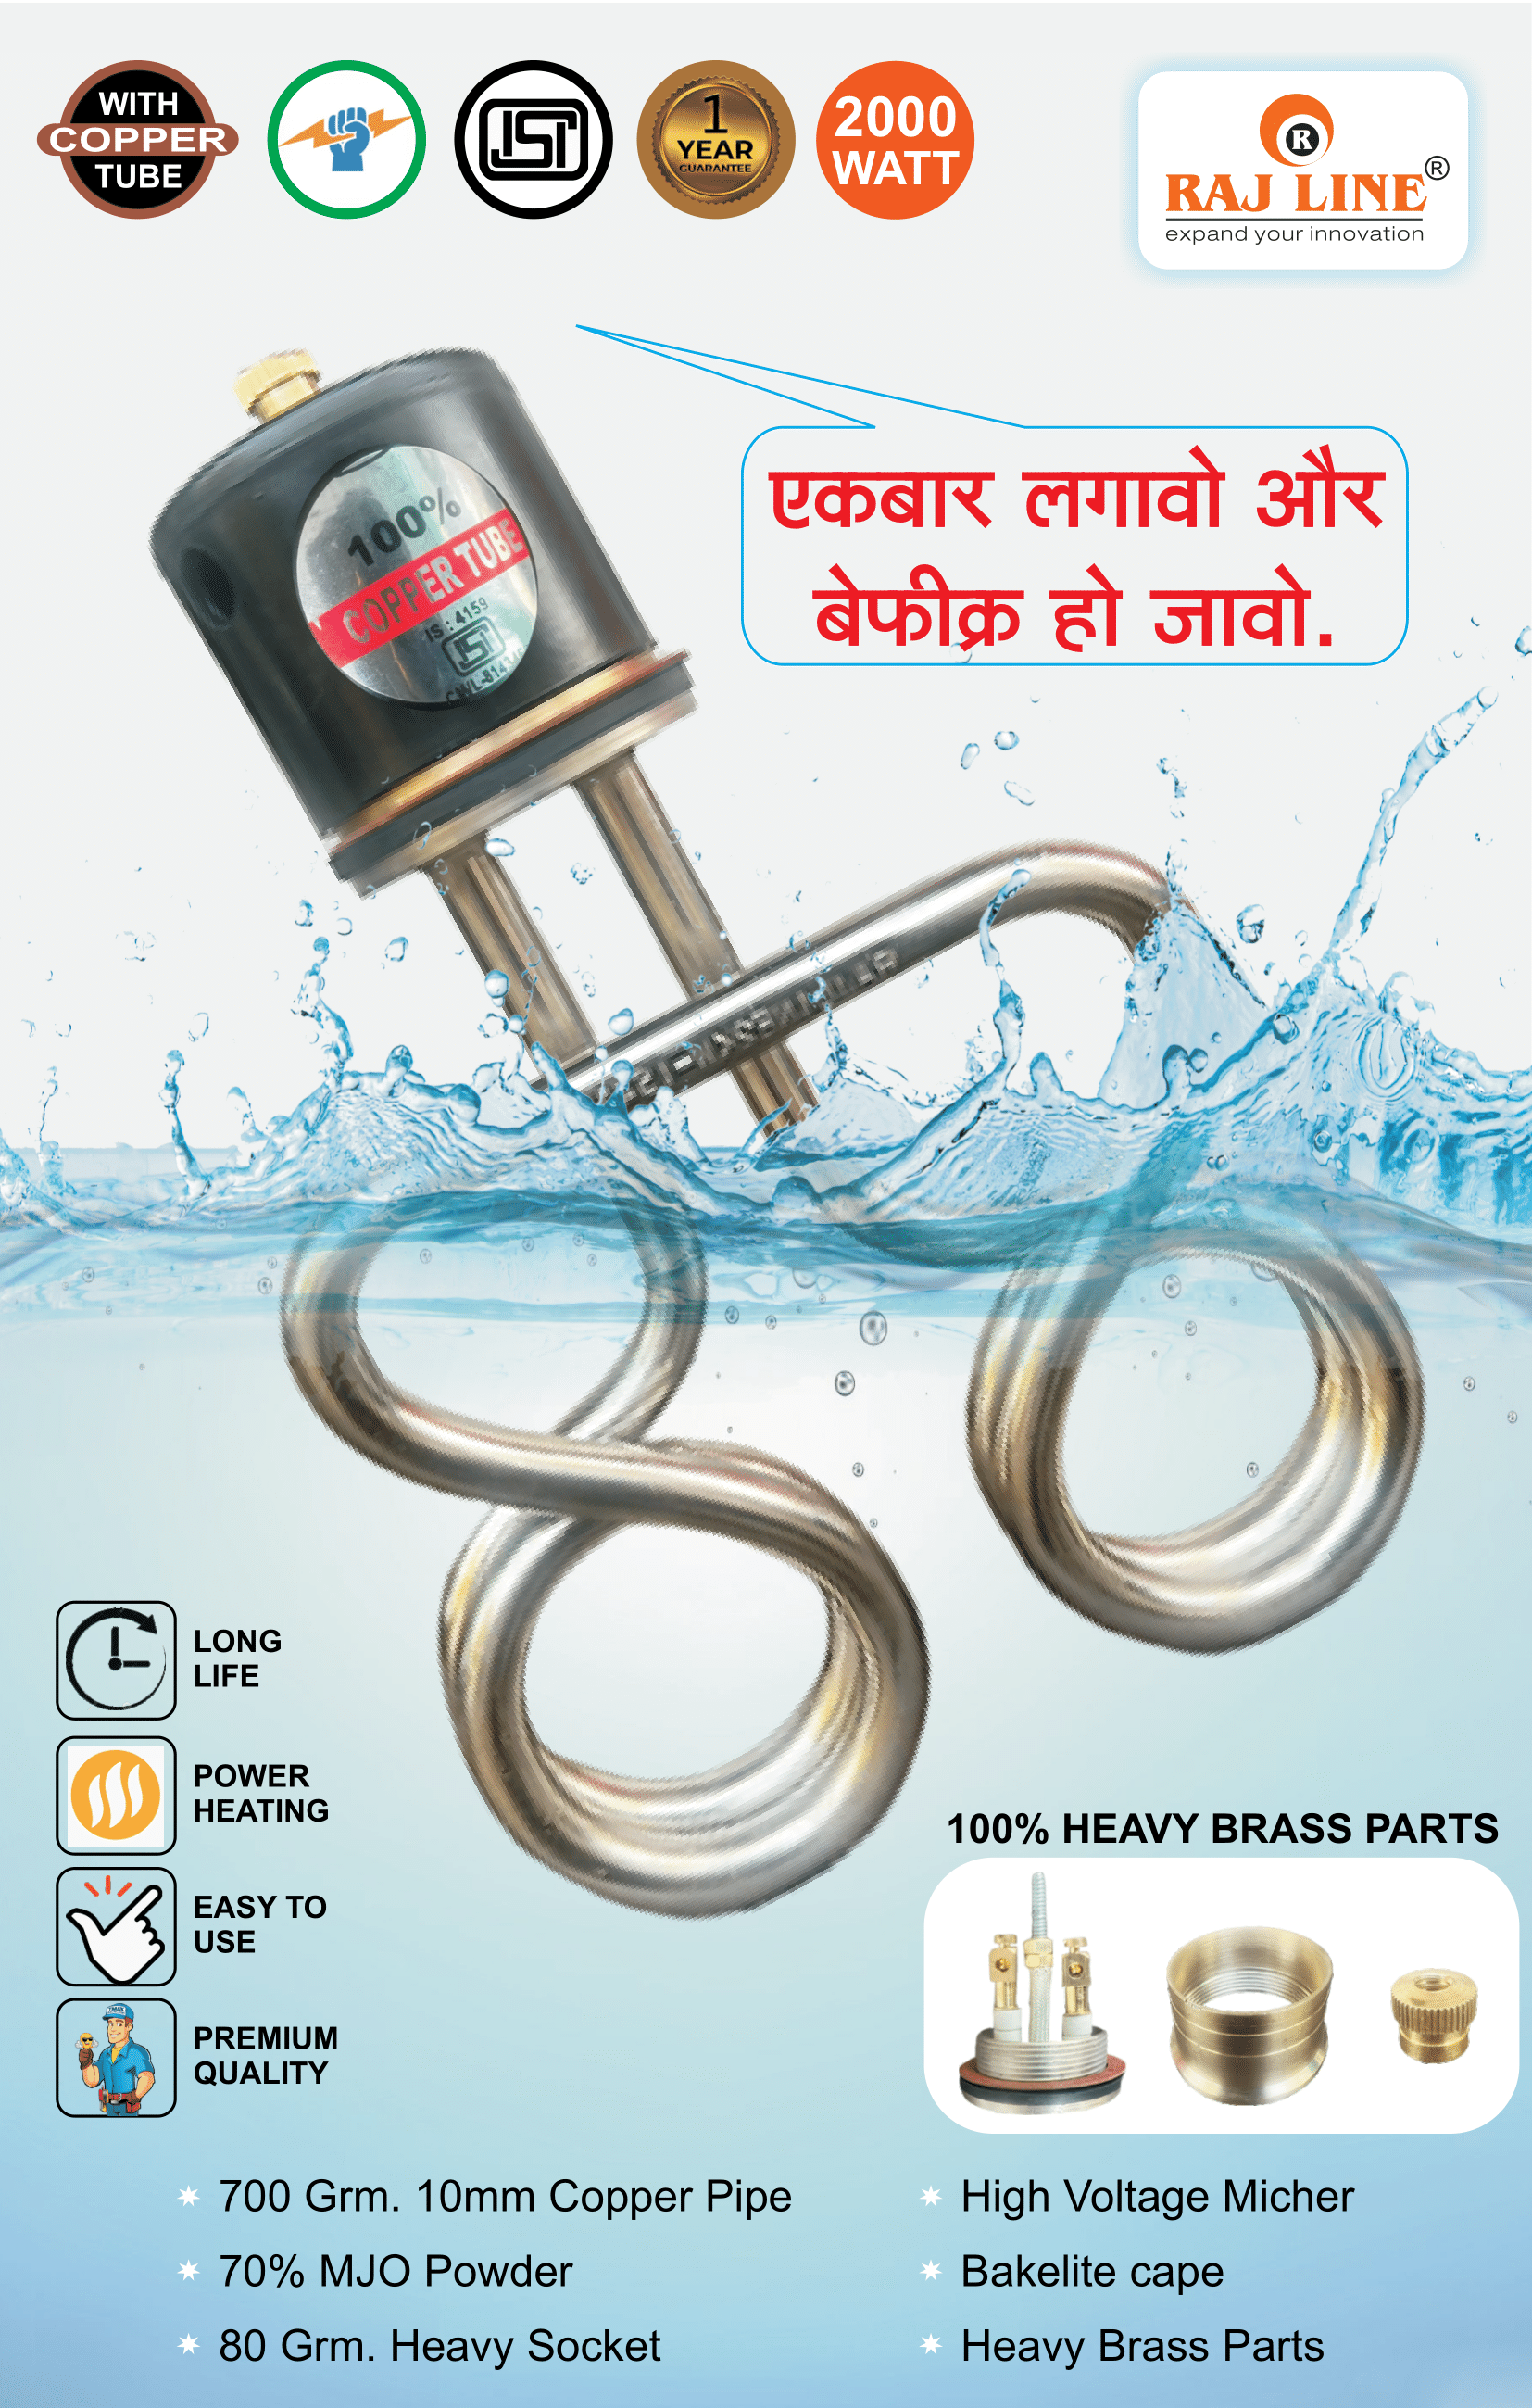 WITH
COPPER
TUBE
ISI
1
YEAR
GUARANTEE
2000
WATT
R
RAJ LINE®
expand your innovation
एकबार लगावो और
बेफीक्र हो जावो.
100%
COPPER TUBE
IS : 4159
ISI
LONG
LIFE
POWER
HEATING
EASY TO
USE
PREMIUM
QUALITY
100% HEAVY BRASS PARTS
700 Grm. 10mm Copper Pipe
70% MJO Powder
80 Grm. Heavy Socket
High Voltage Micher
Bakelite cape
Heavy Brass Parts